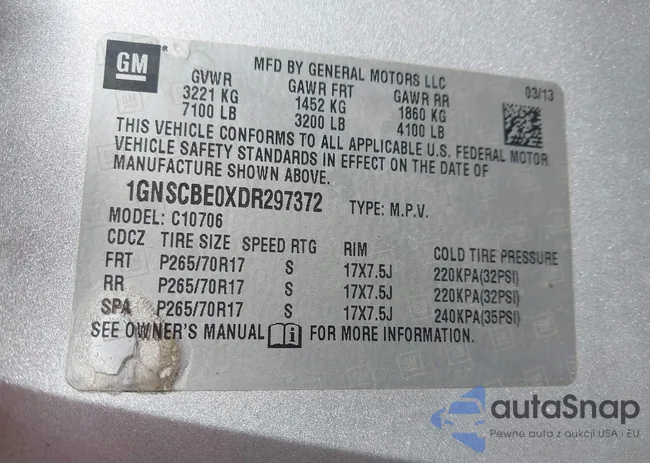 GM
MFD BY GENERAL MOTORS LLC
GVWR GAWR FRT GAWR RR 03/13
3221 KG 1452 KG 1860 KG
7100 LB 3200 LB 4100 LB
THIS VEHICLE CONFORMS TO ALL APPLICABLE U.S. FEDERAL MOTOR
VEHICLE SAFETY STANDARDS IN EFFECT ON THE DATE OF
MANUFACTURE SHOWN ABOVE.
1GNSCBE0XDR297372 TYPE: M.P.V.
MODEL: C10706
CDCZ TIRE SIZE SPEED RTG RIM COLD TIRE PRESSURE
FRT P265/70R17 S 17X7.5J 220KPA(32PSI)
RR P265/70R17 S 17X7.5J 220KPA(32PSI)
SPA P265/70R17 S 17X7.5J 240KPA(35PSI)
SEE OWNER'S MANUAL FOR MORE INFORMATION.
autaSnap
Pewne auta z aukcji USA i EU